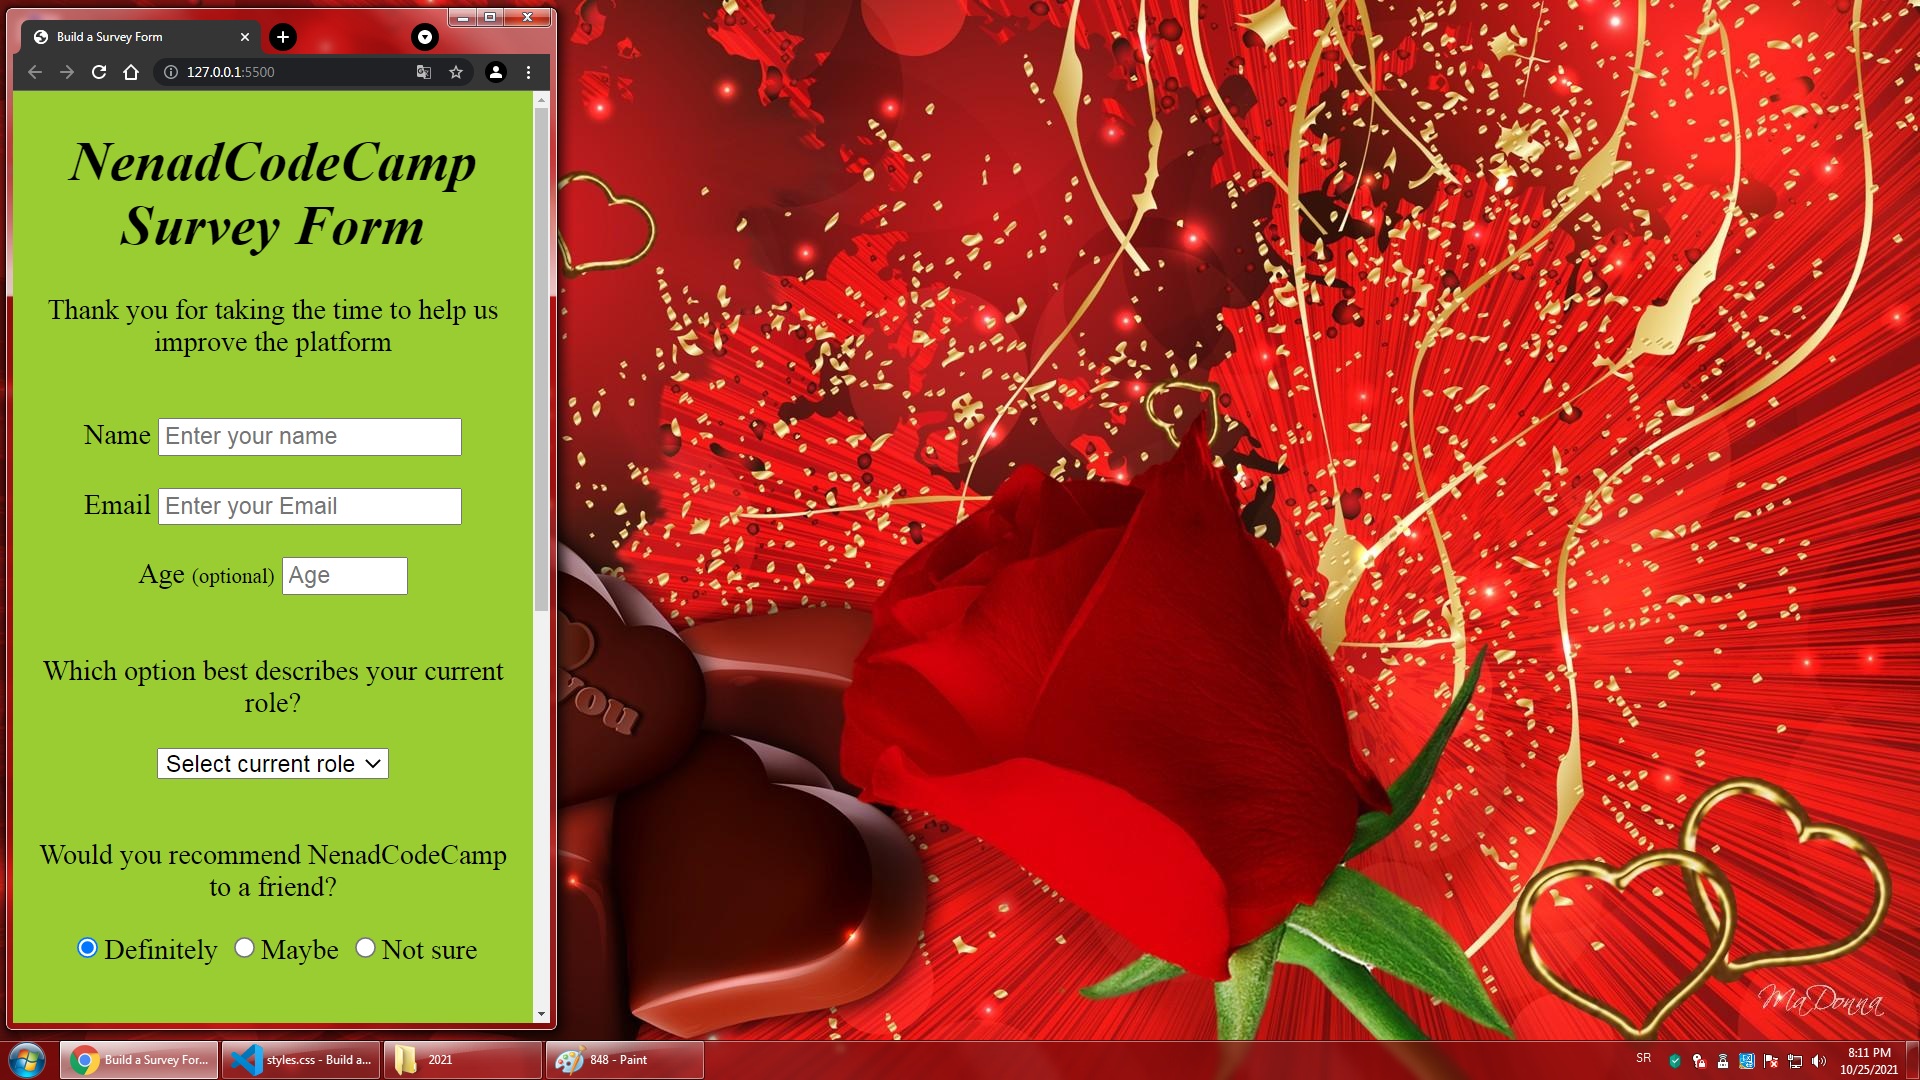 Build a Survey Form
127.0.0.1:5500
NenadCodeCamp
Survey Form
Thank you for taking the time to help us
improve the platform
Name Enter your name
Email Enter your Email
Age (optional) Age
Which option best describes your current
role?
Select current role
Would you recommend NenadCodeCamp
to a friend?
Definitely Maybe Not sure
you
MaDonna
Build a Survey For...
styles.css - Build a...
2021
848 - Paint
SR
8:11 PM
10/25/2021